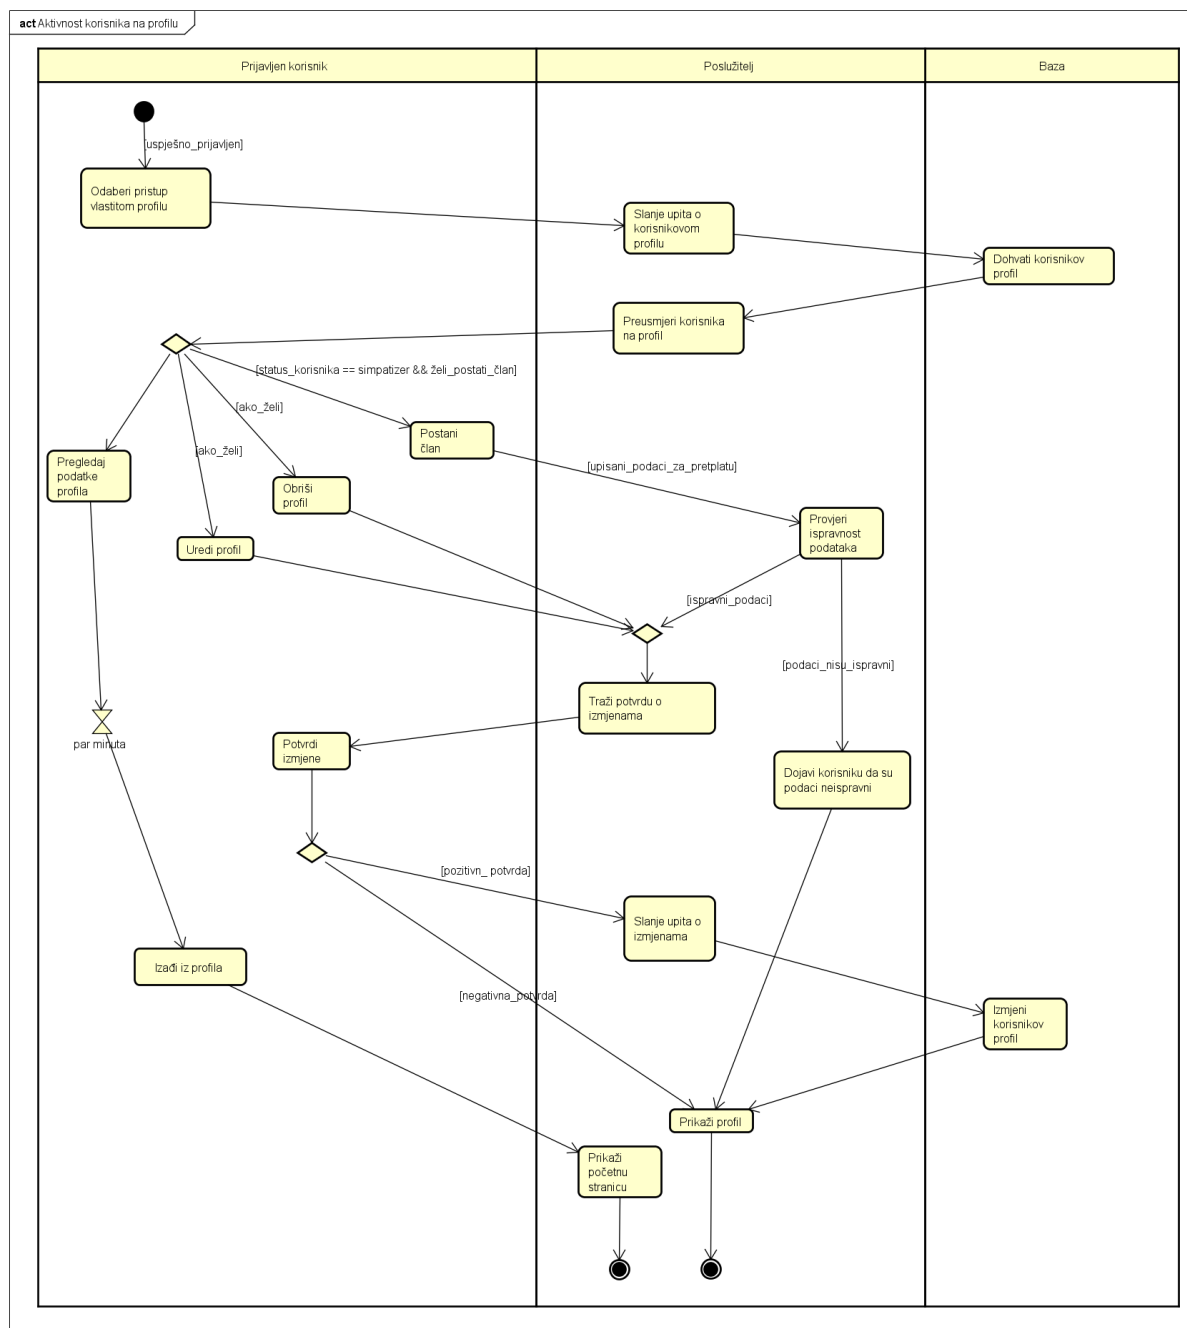 act Aktivnost korisnika na profilu
Prijavljen korisnik
Poslužitelj
Baza
[uspješno_prijavljen]
Odaberi pristup
vlastitom profilu
Slanje upita o
korisnikovom
profilu
Dohvati korisnikov
profil
Preusmjeri korisnika
na profil
[status_korisnika == simpatizer && želi_postati_član]
[ako_želi]
Postani
član
[ako_želi]
Pregledaj
podatke
profila
[upisani_podaci_za_pretplatu]
Obriši
profil
Provjeri
ispravnost
podataka
Uredi profil
[ispravni_podaci]
[podaci_nisu_ispravni]
Traži potvrdu o
izmjenama
par minuta
Potvrdi
izmjene
Dojavi korisniku da su
podaci neispravni
[pozitivn_ potvrda]
Slanje upita o
izmjenama
Izađi iz profila
[negativna_potvrda]
Izmjeni
korisnikov
profil
Prikaži profil
Prikaži
početnu
stranicu